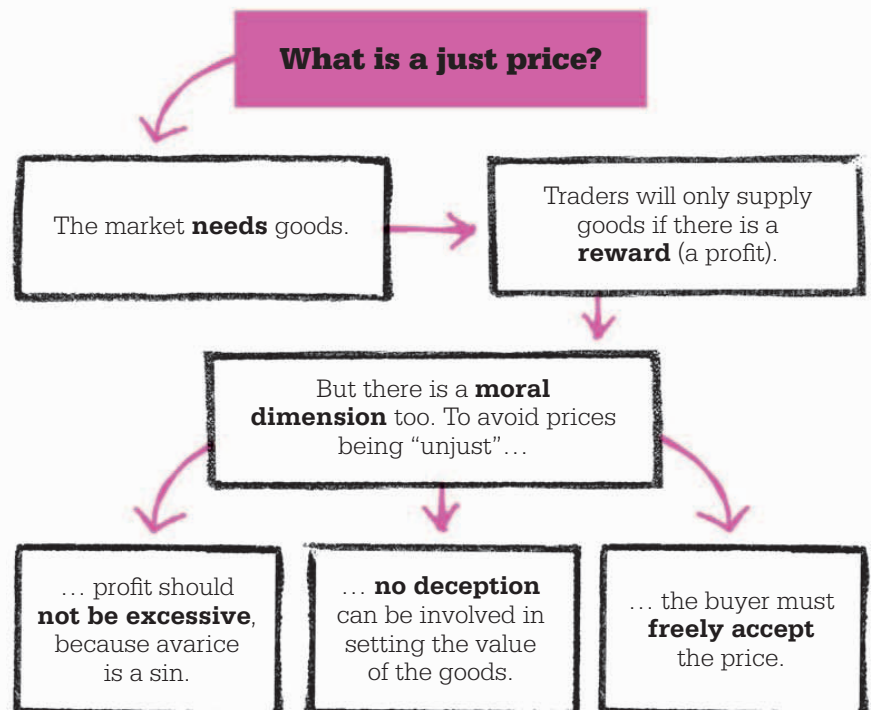 What is a just price?
The market needs goods.
Traders will only supply
goods if there is a
reward (a profit).
But there is a moral
dimension too. To avoid prices
being “unjust”…
… profit should
not be excessive,
because avarice
is a sin.
… no deception
can be involved in
setting the value
of the goods.
… the buyer must
freely accept
the price.